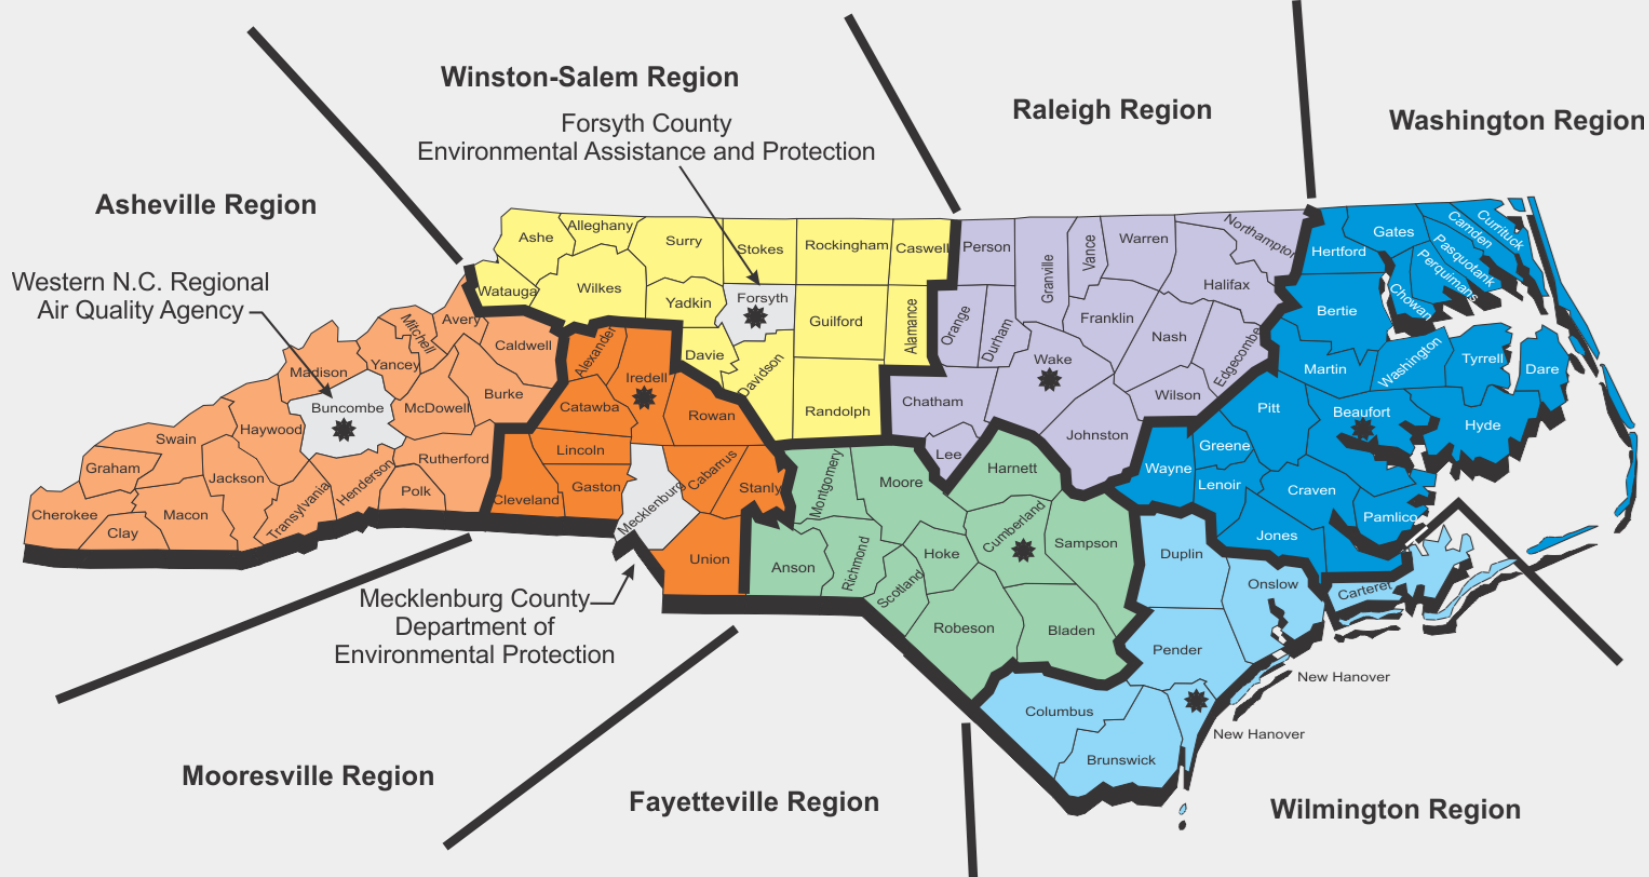 Winston-Salem Region
Forsyth County
Environmental Assistance and Protection
Raleigh Region
Washington Region
Asheville Region
Western N.C. Regional
Air Quality Agency
Mecklenburg County
Department of
Environmental Protection
Mooresville Region
Fayetteville Region
Wilmington Region
Ashe
Alleghany
Surry
Stokes
Rockingham
Caswell
Watauga
Wilkes
Yadkin
Forsyth
Guilford
Alamance
Davie
Davidson
Randolph
Person
Granville
Vance
Warren
Northampton
Halifax
Orange
Durham
Franklin
Nash
Edgecombe
Wake
Chatham
Wilson
Johnston
Lee
Hertford
Gates
Currituck
Camden
Pasquotank
Perquimans
Chowan
Bertie
Martin
Washington
Tyrrell
Dare
Pitt
Beaufort
Hyde
Greene
Wayne
Lenoir
Craven
Pamlico
Jones
Avery
Mitchell
Caldwell
Yancey
Madison
Burke
Buncombe
McDowell
Haywood
Swain
Rutherford
Graham
Jackson
Henderson
Polk
Transylvania
Cherokee
Macon
Clay
Alexander
Iredell
Catawba
Rowan
Lincoln
Cabarrus
Gaston
Cleveland
Stanly
Mecklenburg
Union
Montgomery
Moore
Harnett
Cumberland
Sampson
Hoke
Richmond
Anson
Scotland
Robeson
Bladen
Duplin
Onslow
Carteret
Pender
New Hanover
Columbus
New Hanover
Brunswick